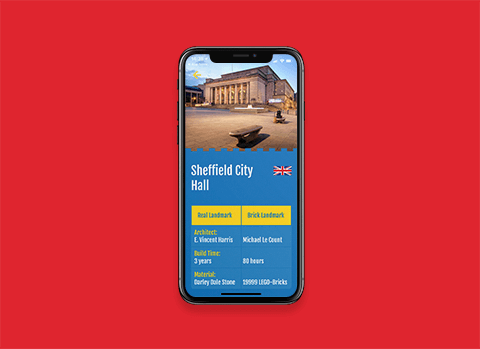 Sheffield City
Hall
Real Landmark Brick Landmark
Architect:
E. Vincent Harris Michael Le Count
Build Time:
3 years 80 hours
Material:
Darley Dale Stone 19999 LEGO-Bricks